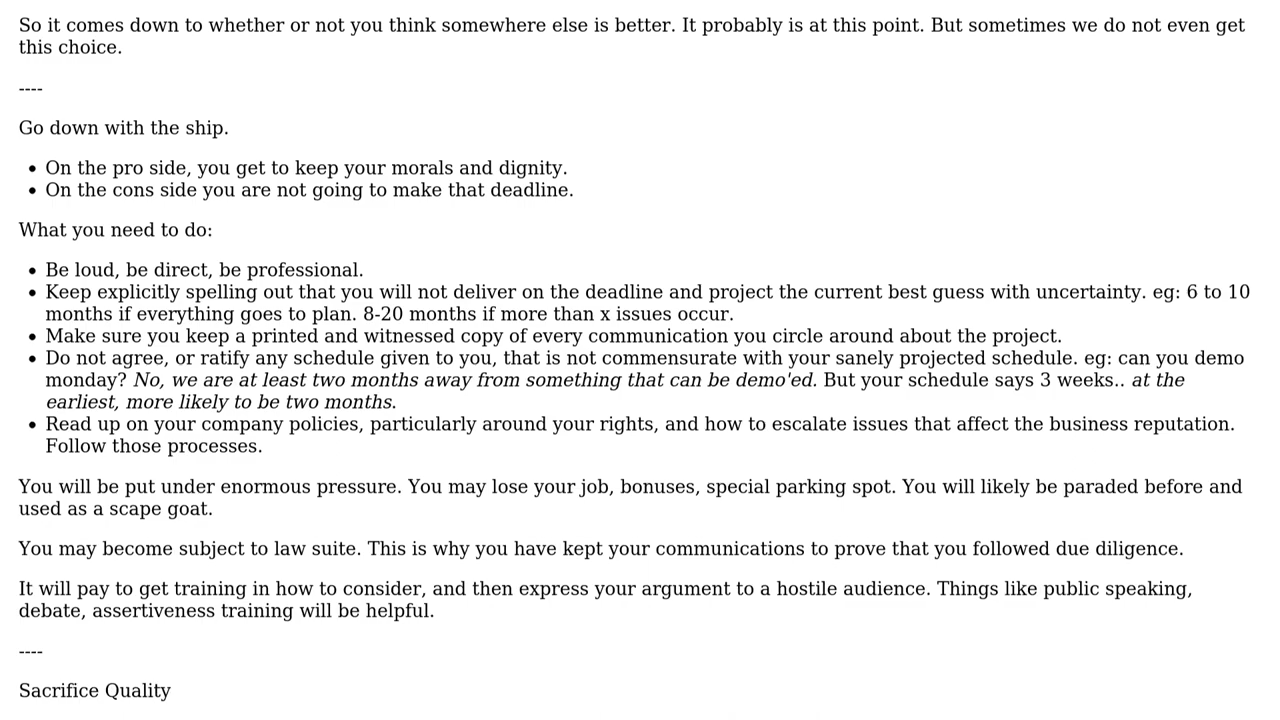 So it comes down to whether or not you think somewhere else is better. It probably is at this point. But sometimes we do not even get
this choice.
----
Go down with the ship.
• On the pro side, you get to keep your morals and dignity.
• On the cons side you are not going to make that deadline.
What you need to do:
• Be loud, be direct, be professional.
• Keep explicitly spelling out that you will not deliver on the deadline and project the current best guess with uncertainty. eg: 6 to 10
months if everything goes to plan. 8-20 months if more than x issues occur.
• Make sure you keep a printed and witnessed copy of every communication you circle around about the project.
• Do not agree, or ratify any schedule given to you, that is not commensurate with your sanely projected schedule. eg: can you demo
monday? No, we are at least two months away from something that can be demo'ed. But your schedule says 3 weeks.. at the
earliest, more likely to be two months.
• Read up on your company policies, particularly around your rights, and how to escalate issues that affect the business reputation.
Follow those processes.
You will be put under enormous pressure. You may lose your job, bonuses, special parking spot. You will likely be paraded before and
used as a scape goat.
You may become subject to law suite. This is why you have kept your communications to prove that you followed due diligence.
It will pay to get training in how to consider, and then express your argument to a hostile audience. Things like public speaking,
debate, assertiveness training will be helpful.
----
Sacrifice Quality